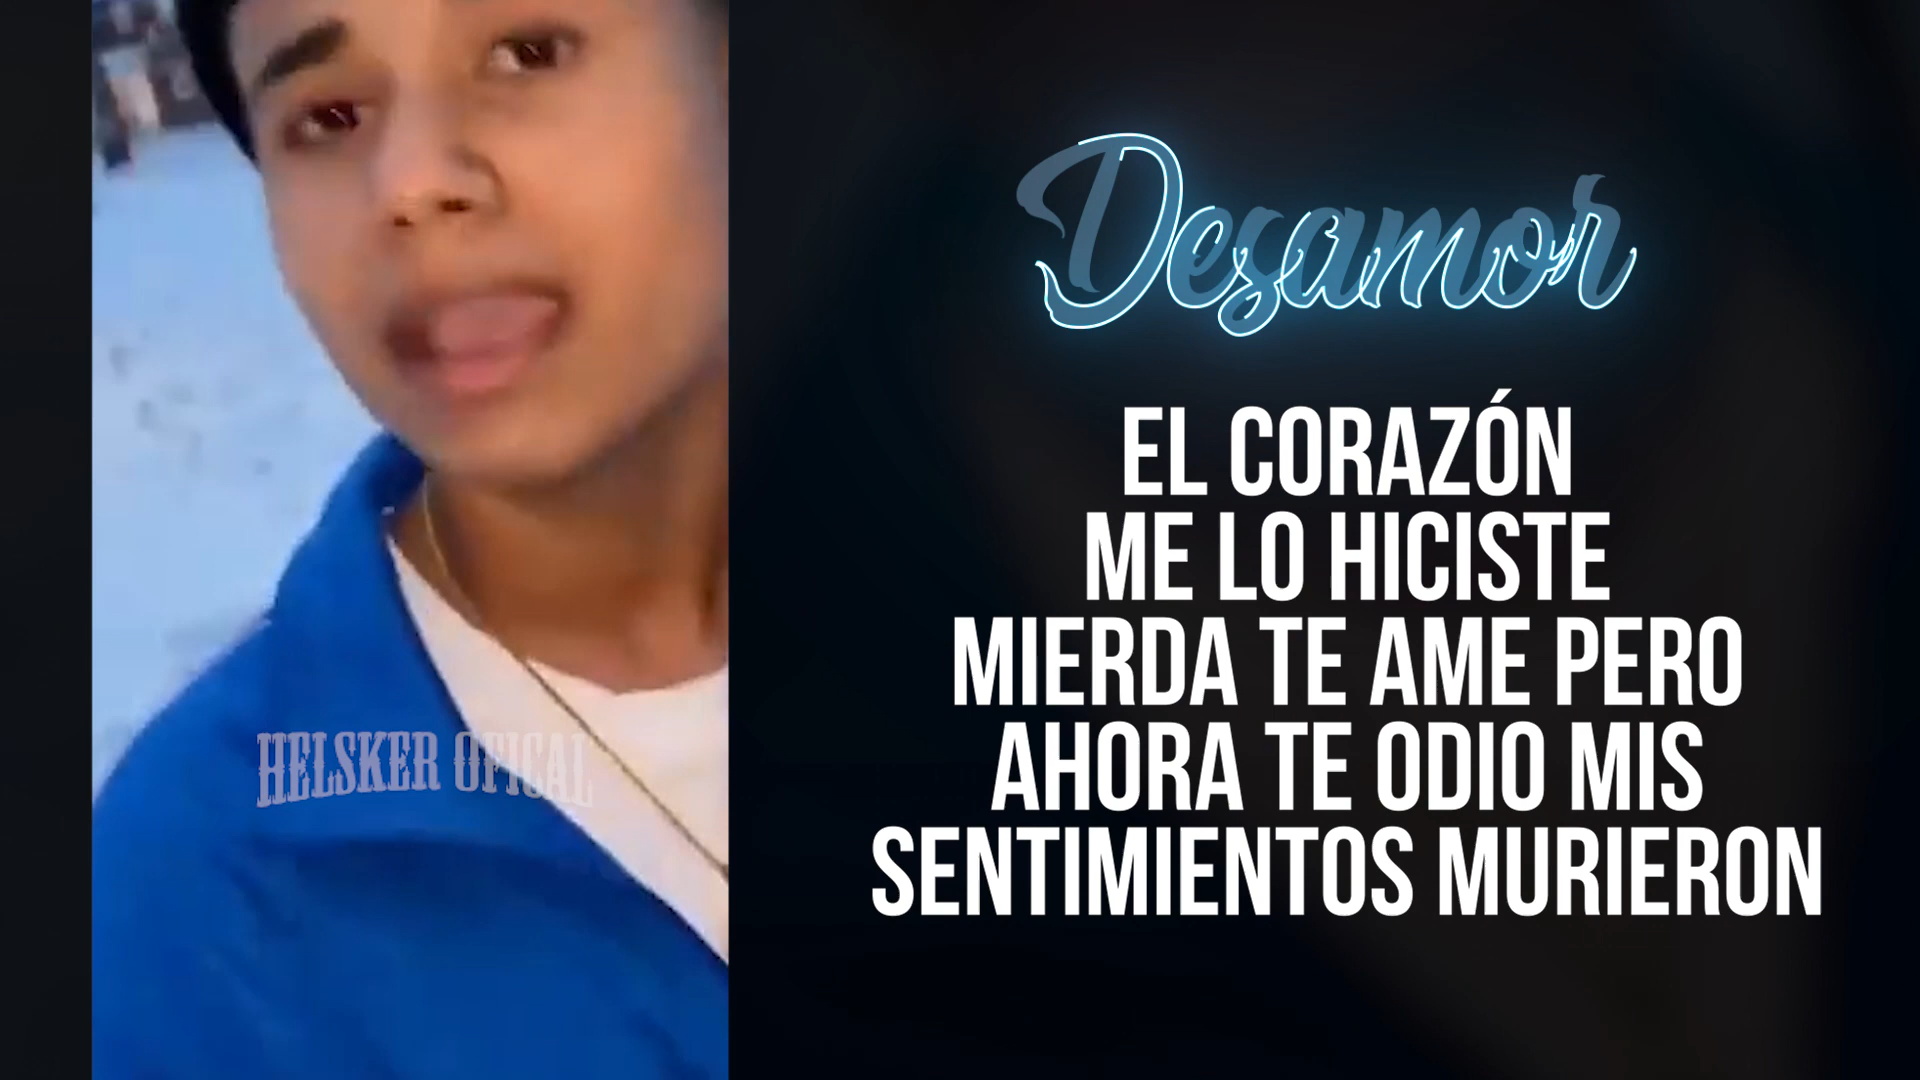 Desamor
EL CORAZÓN
ME LO HICISTE
MIERDA TE AME PERO
AHORA TE ODIO MIS
SENTIMIENTOS MURIERON
HELSKER OFICAL